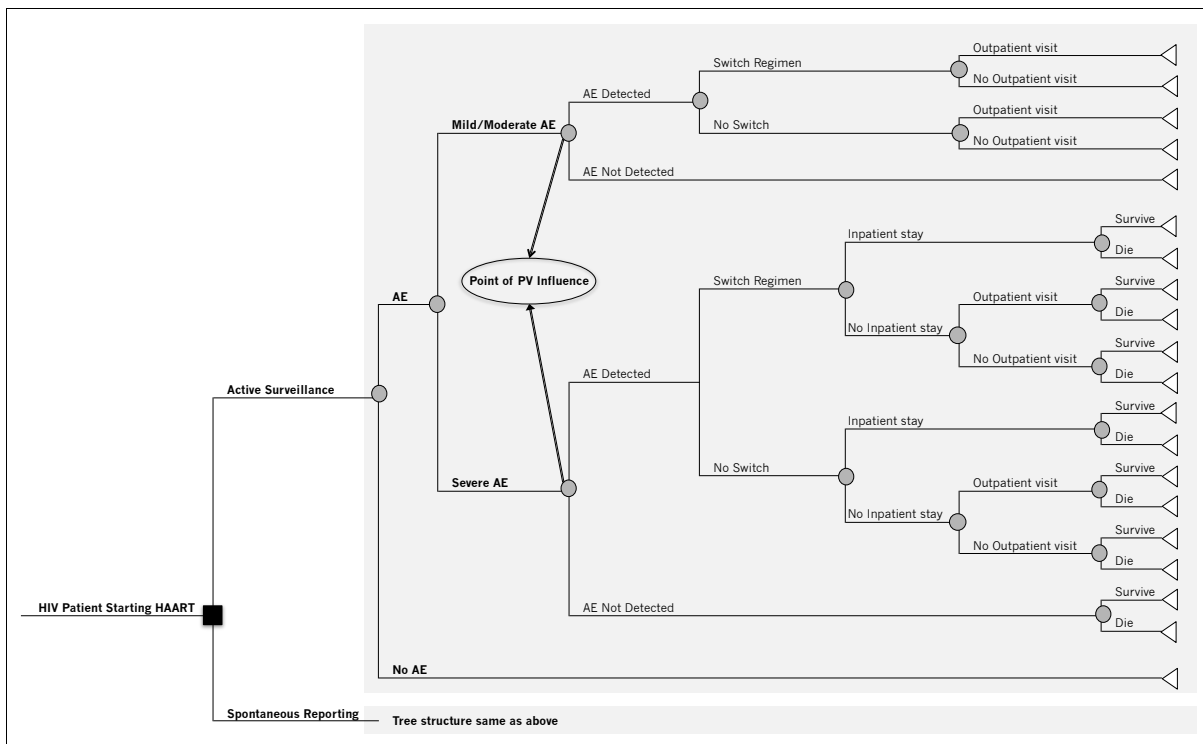 Outpatient visit
Switch Regimen
No Outpatient visit
AE Detected
Outpatient visit
Mild/Moderate AE
No Switch
No Outpatient visit
AE Not Detected
Survive
Inpatient stay
Die
Point of PV Influence
Switch Regimen
Survive
AE
Outpatient visit
Die
No Inpatient stay
Survive
No Outpatient visit
Die
AE Detected
Active Surveillance
Survive
Inpatient stay
Die
No Switch
Survive
Severe AE
Outpatient visit
Die
No Inpatient stay
Survive
No Outpatient visit
Die
Survive
HIV Patient Starting HAART
AE Not Detected
Die
No AE
Spontaneous Reporting
Tree structure same as above